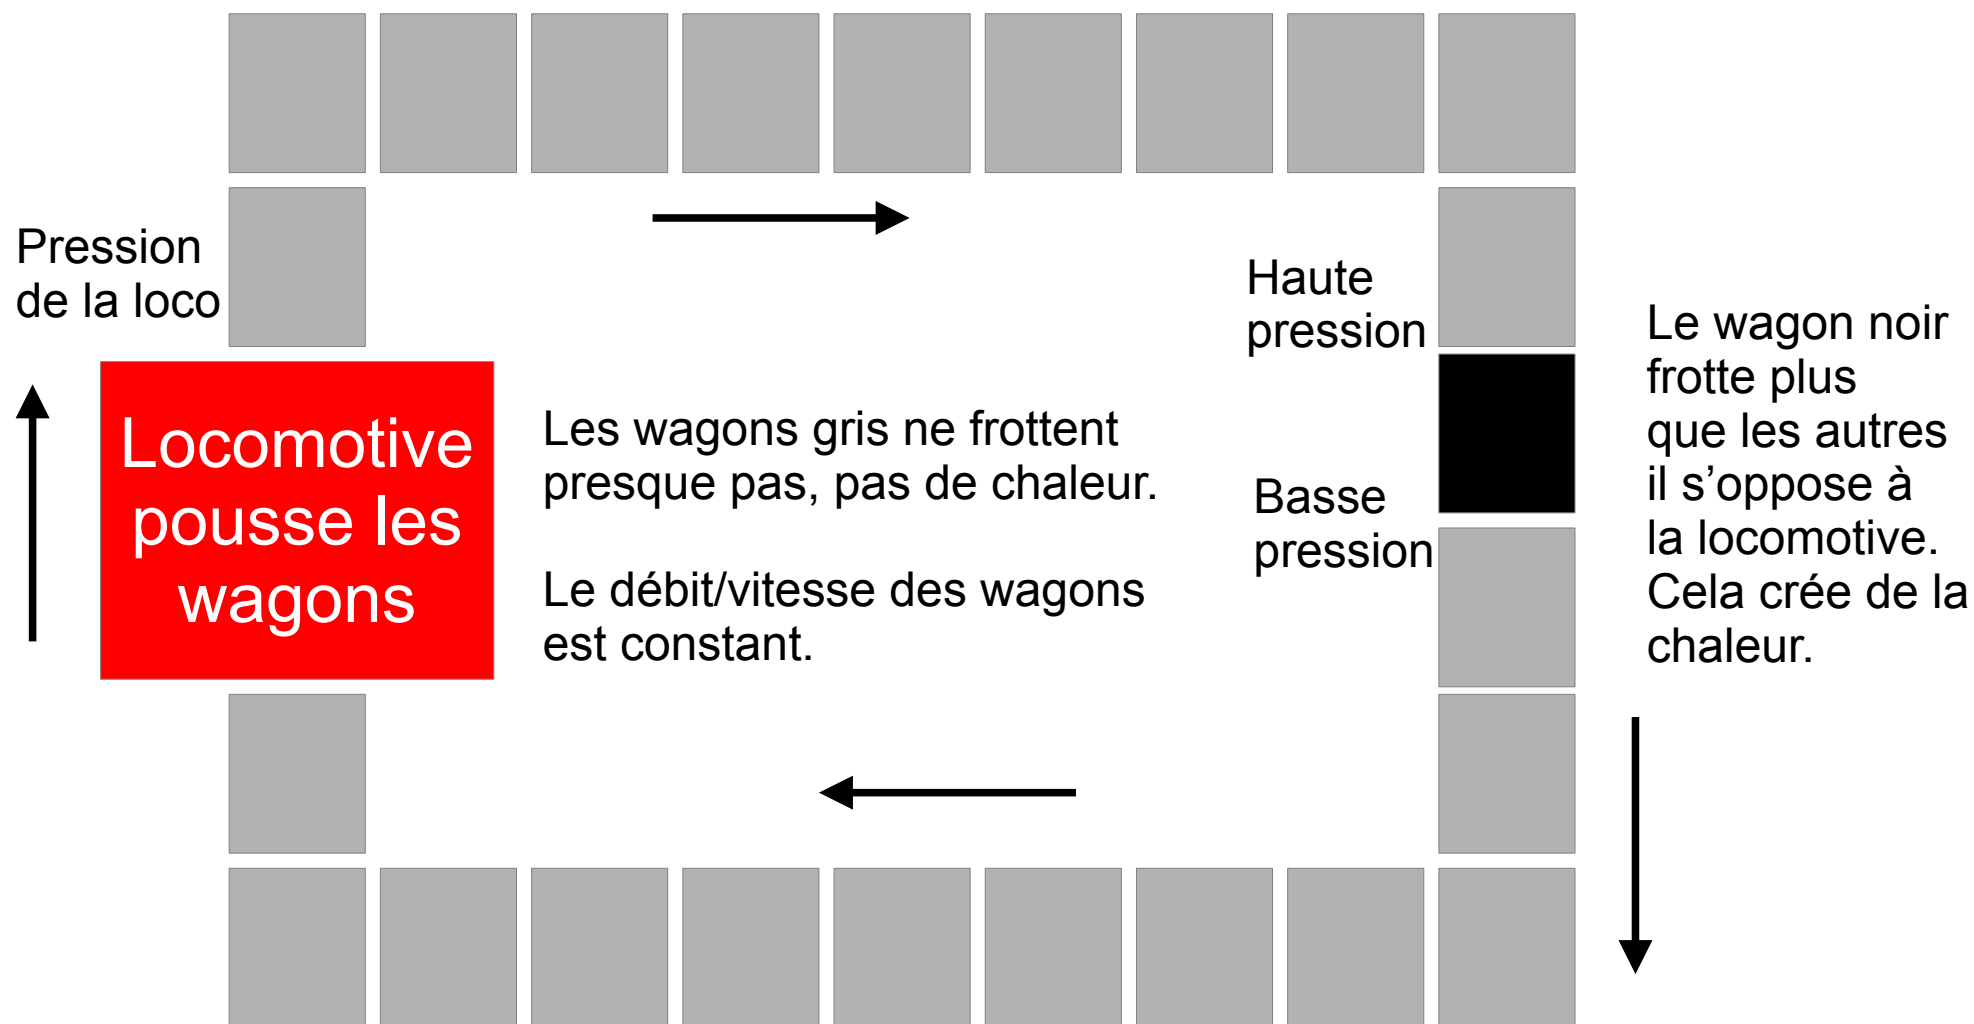 Pression
de la loco
Locomotive
pousse les
wagons
Les wagons gris ne frottent
presque pas, pas de chaleur.
Le débit/vitesse des wagons
est constant.
Haute
pression
Basse
pression
Le wagon noir
frotte plus
que les autres
il s’oppose à
la locomotive.
Cela crée de la
chaleur.